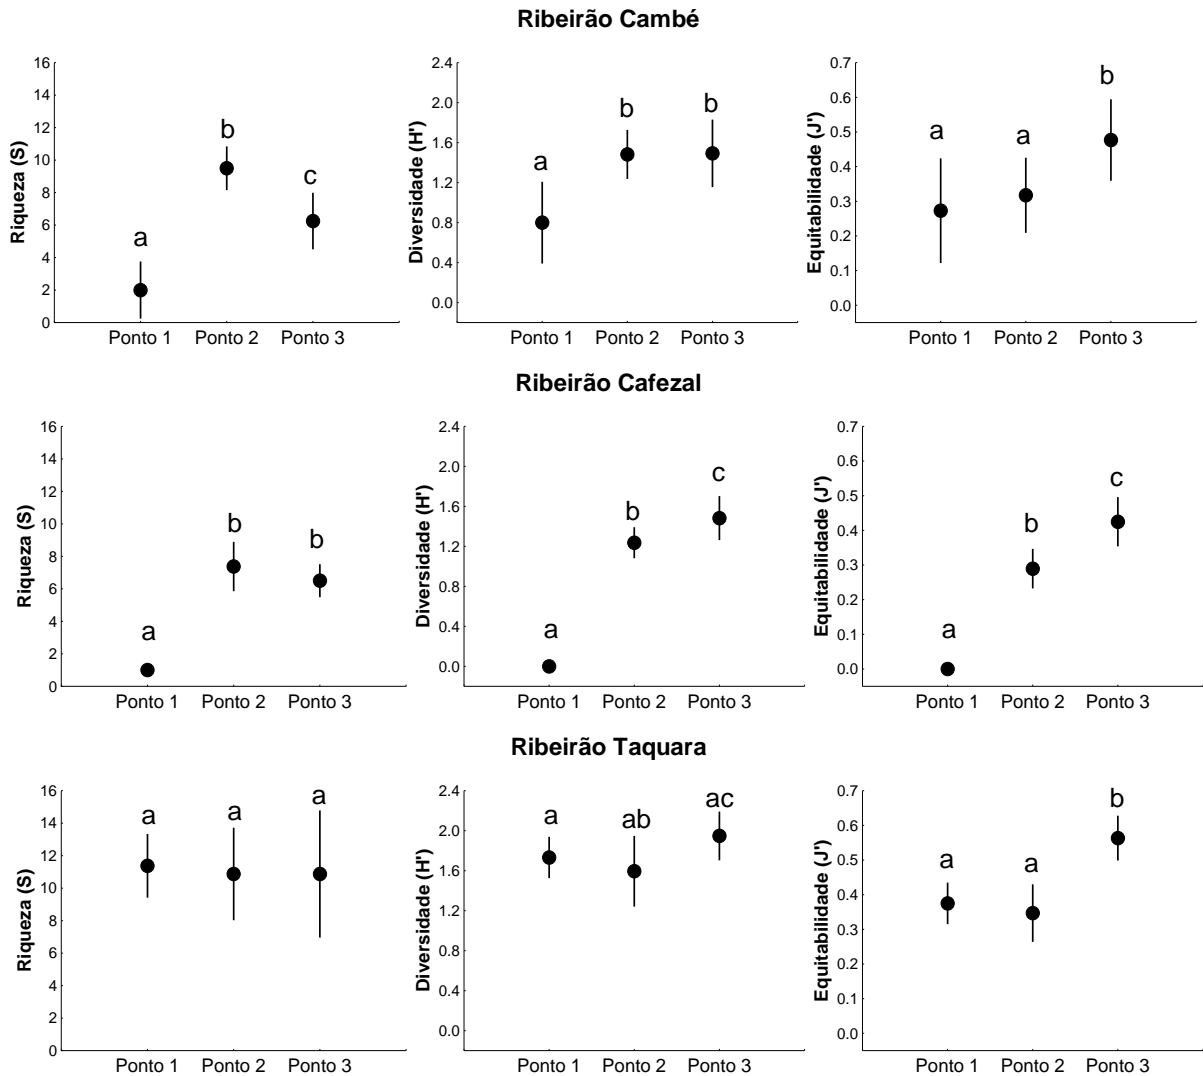 Ribeirão Cambé
Riqueza (S)
16
14
12
10
8
6
4
2
0
a
b
c
Ponto 1 Ponto 2 Ponto 3
Diversidade (H')
2.4
2.0
1.6
1.2
0.8
0.4
0.0
a
b
b
Ponto 1 Ponto 2 Ponto 3
Equitabilidade (J')
0.7
0.6
0.5
0.4
0.3
0.2
0.1
0.0
a
a
b
Ponto 1 Ponto 2 Ponto 3
Ribeirão Cafezal
Riqueza (S)
16
14
12
10
8
6
4
2
0
a
b
b
Ponto 1 Ponto 2 Ponto 3
Diversidade (H')
2.4
2.0
1.6
1.2
0.8
0.4
0.0
a
b
c
Ponto 1 Ponto 2 Ponto 3
Equitabilidade (J')
0.7
0.6
0.5
0.4
0.3
0.2
0.1
0.0
a
b
c
Ponto 1 Ponto 2 Ponto 3
Ribeirão Taquara
Riqueza (S)
16
14
12
10
8
6
4
2
0
a
a
a
Ponto 1 Ponto 2 Ponto 3
Diversidade (H')
2.4
2.0
1.6
1.2
0.8
0.4
0.0
a
ab
ac
Ponto 1 Ponto 2 Ponto 3
Equitabilidade (J')
0.7
0.6
0.5
0.4
0.3
0.2
0.1
0.0
a
a
b
Ponto 1 Ponto 2 Ponto 3